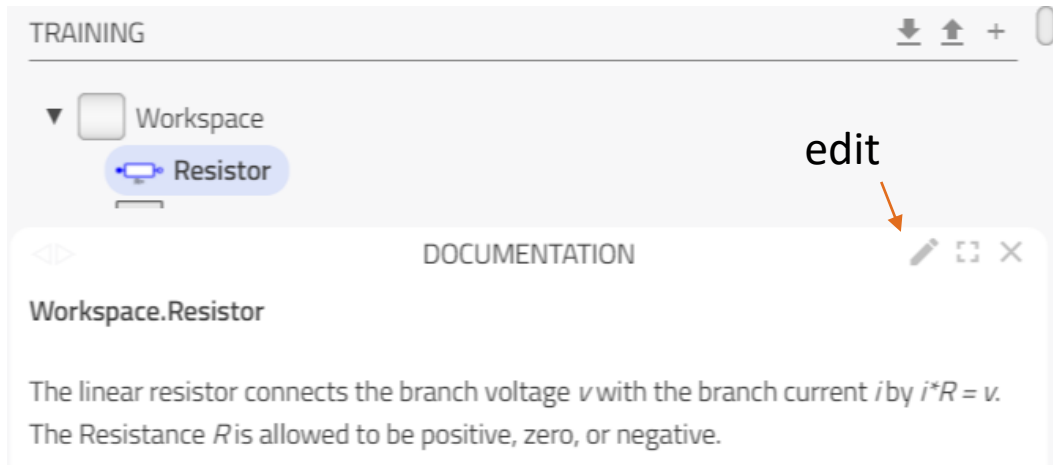 TRAINING
Workspace
Resistor
edit
DOCUMENTATION
Workspace.Resistor
The linear resistor connects the branch voltage v with the branch current i by i*R = v.
The Resistance R is allowed to be positive, zero, or negative.